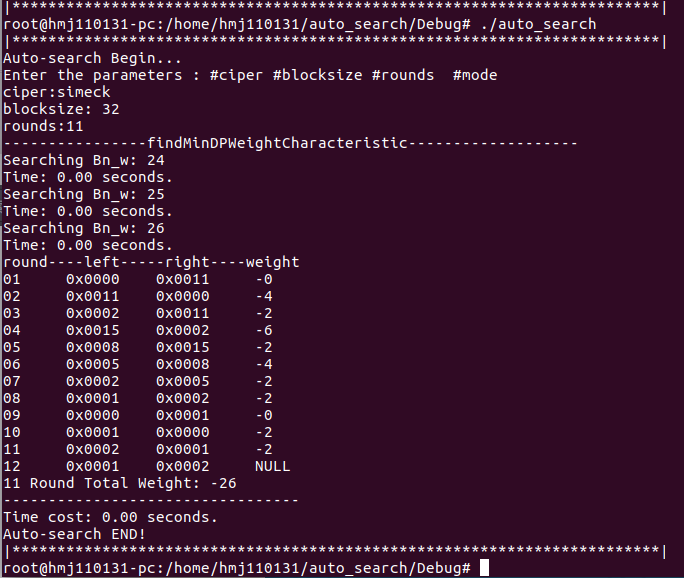 |************************************************************************|
root@hmj110131-pc:/home/hmj110131/auto_search/Debug# ./auto_search
|************************************************************************|
Auto-search Begin...
Enter the parameters : #ciper #blocksize #rounds  #mode
ciper:simeck
blocksize: 32
rounds:11
----------------findMinDPWeightCharacteristic-------------------
Searching Bn_w: 24
Time: 0.00 seconds.
Searching Bn_w: 25
Time: 0.00 seconds.
Searching Bn_w: 26
Time: 0.00 seconds.
round----left-----right----weight
01     0x0000    0x0011     -0
02     0x0011    0x0000     -4
03     0x0002    0x0011     -2
04     0x0015    0x0002     -6
05     0x0008    0x0015     -2
06     0x0005    0x0008     -4
07     0x0002    0x0005     -2
08     0x0001    0x0002     -2
09     0x0000    0x0001     -0
10     0x0001    0x0000     -2
11     0x0002    0x0001     -2
12     0x0001    0x0002     NULL
11 Round Total Weight: -26
---------------------------------
Time cost: 0.00 seconds.
Auto-search END!
|************************************************************************|
root@hmj110131-pc:/home/hmj110131/auto_search/Debug#